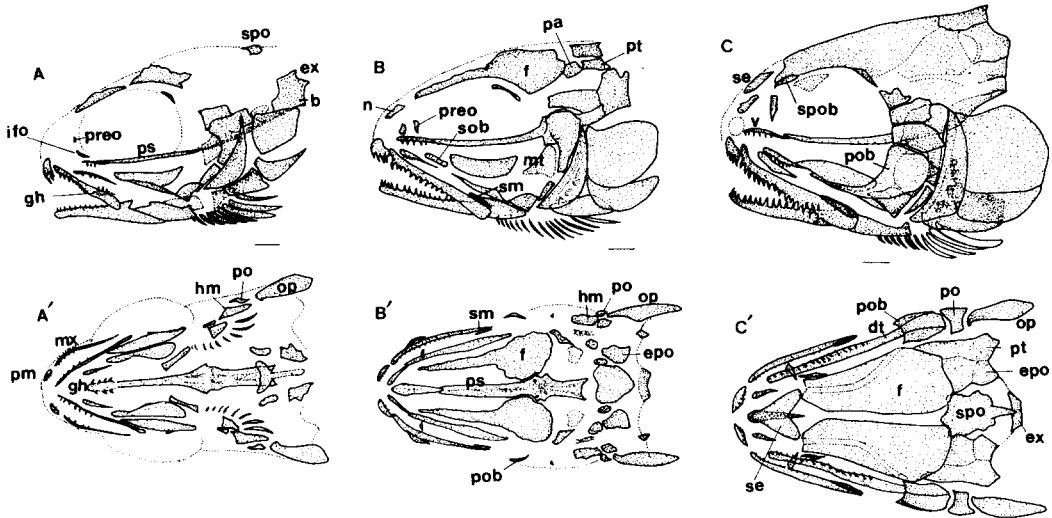 A
spo
ex
b
ifo
preo
ps
gh
B
pa
pt
f
n
preo
sob
mt
sm
C
se
spob
v
pob
A′
po
hm
op
mx
pm
gh
B′
sm
hm
po
op
f
epo
ps
pob
C′
pob
po
dt
op
pt
epo
f
spo
ex
se